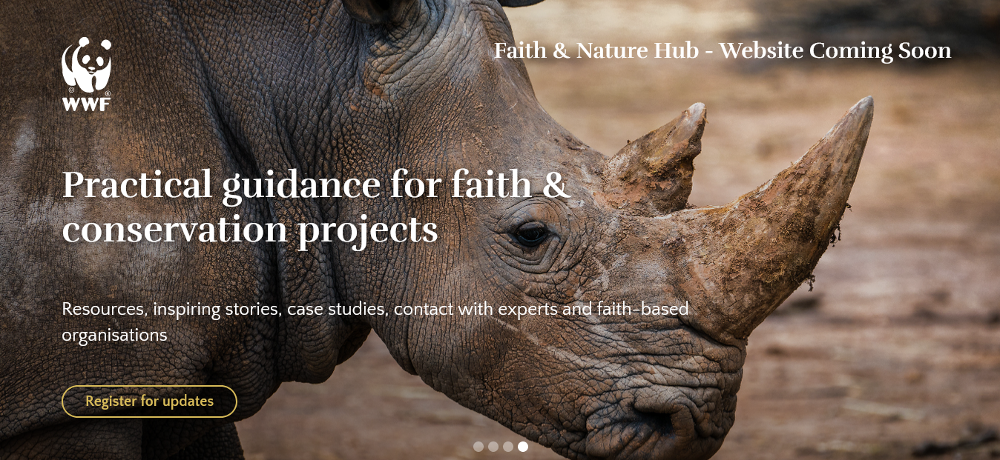 Faith & Nature Hub - Website Coming Soon
©
®
WWF
Practical guidance for faith &
conservation projects
Resources, inspiring stories, case studies, contact with experts and faith-based
organisations
Register for updates